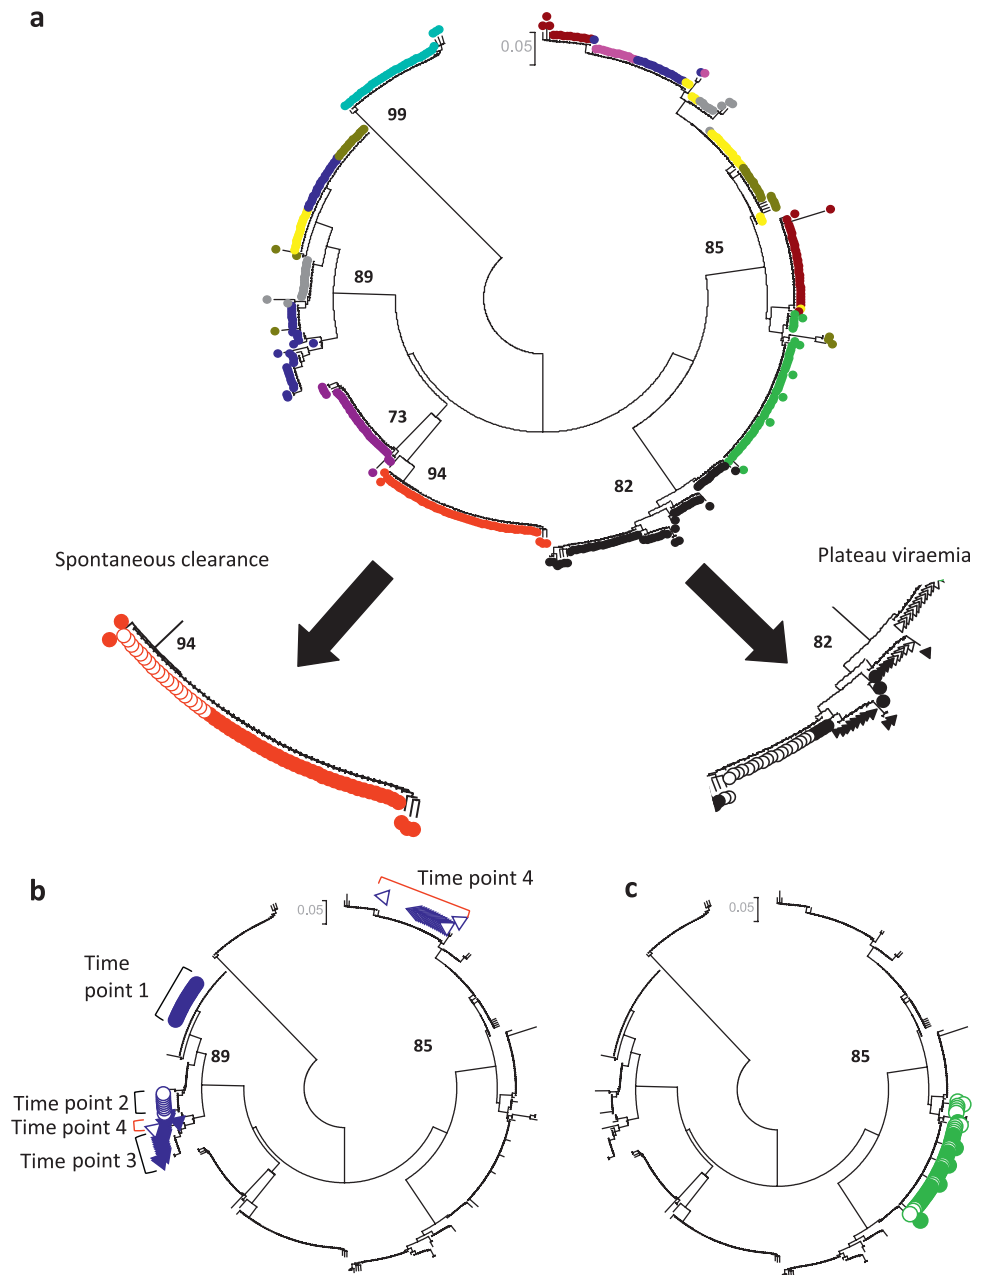 a
0.05
99
85
89
73
94
82
Spontaneous clearance
Plateau viraemia
94
82
b
Time point 4
c
0.05
0.05
Time
point 1
89
85
85
Time point 2
Time point 4
Time point 3